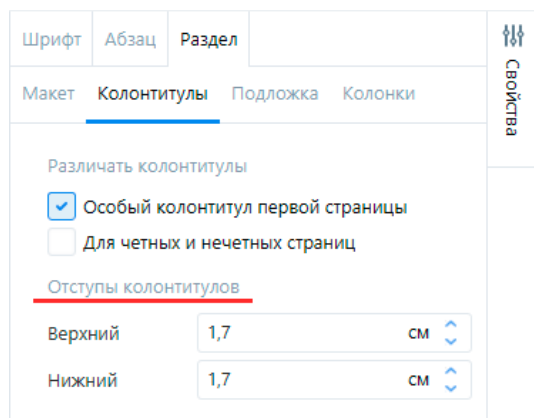 Шрифт Абзац Раздел
Макет Колонтитулы Подложка Колонки
Свойства
Различать колонтитулы
Особый колонтитул первой страницы
Для четных и нечетных страниц
Отступы колонтитулов
Верхний 1,7 см
Нижний 1,7 см